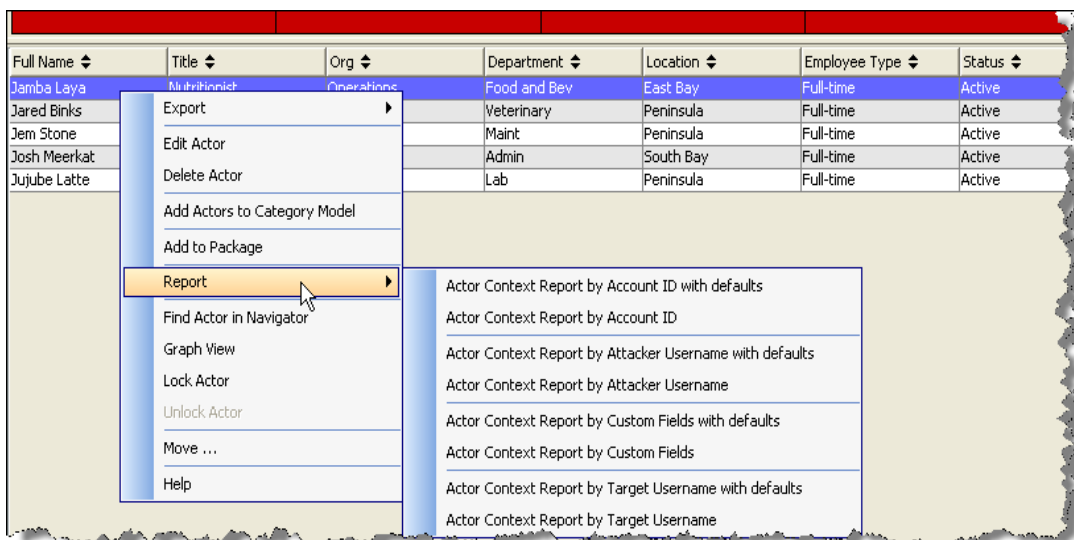 Full Name Title Org Department Location Employee Type Status
Jamba Laya Nutritionist Operations Food and Bev East Bay Full-time Active
Jared Binks Veterinary Peninsula Full-time Active
Jem Stone Maint Peninsula Full-time Active
Josh Meerkat Admin South Bay Full-time Active
Jujube Latte Lab Peninsula Full-time Active
Export
Edit Actor
Delete Actor
Add Actors to Category Model
Add to Package
Report
Find Actor in Navigator
Graph View
Lock Actor
Unlock Actor
Move ...
Help
Actor Context Report by Account ID with defaults
Actor Context Report by Account ID
Actor Context Report by Attacker Username with defaults
Actor Context Report by Attacker Username
Actor Context Report by Custom Fields with defaults
Actor Context Report by Custom Fields
Actor Context Report by Target Username with defaults
Actor Context Report by Target Username